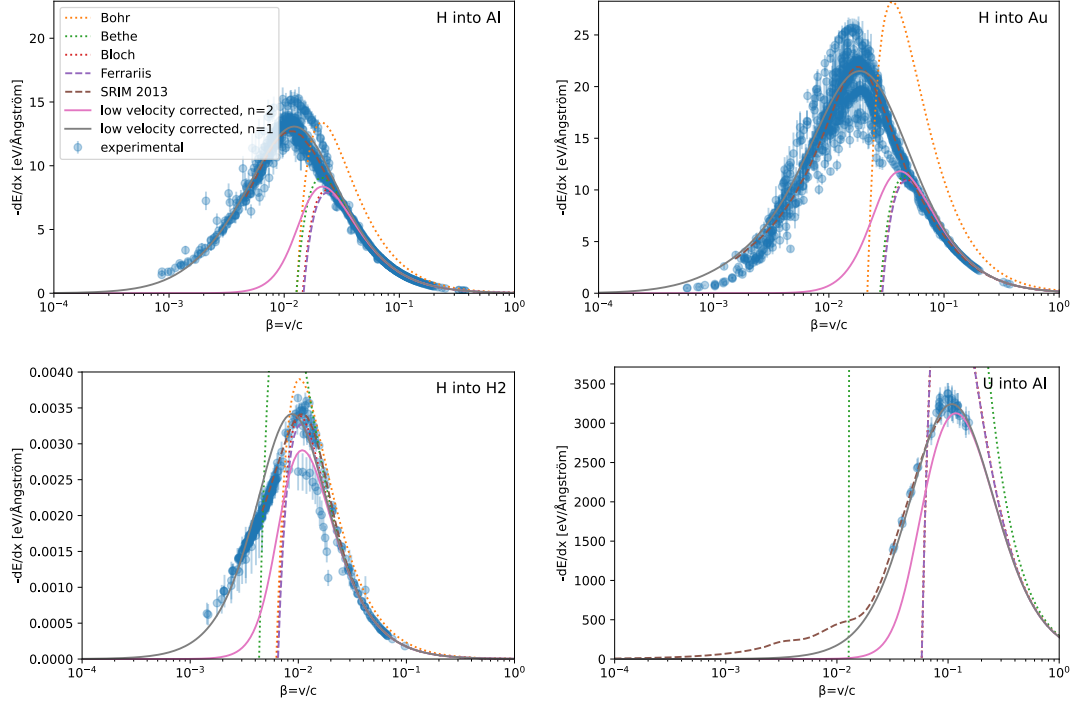 H into Al
Bohr
Bethe
Bloch
Ferrariis
SRIM 2013
low velocity corrected, n=2
low velocity corrected, n=1
experimental
-dE/dx [eV/Ångström]
20
15
10
5
0
10⁻⁴
10⁻³
10⁻²
10⁻¹
10⁰
β=v/c
H into Au
-dE/dx [eV/Ångström]
25
20
15
10
5
0
10⁻⁴
10⁻³
10⁻²
10⁻¹
10⁰
β=v/c
H into H2
-dE/dx [eV/Ångström]
0.0040
0.0035
0.0030
0.0025
0.0020
0.0015
0.0010
0.0005
0.0000
10⁻⁴
10⁻³
10⁻²
10⁻¹
10⁰
β=v/c
U into Al
-dE/dx [eV/Ångström]
3500
3000
2500
2000
1500
1000
500
0
10⁻⁴
10⁻³
10⁻²
10⁻¹
10⁰
β=v/c